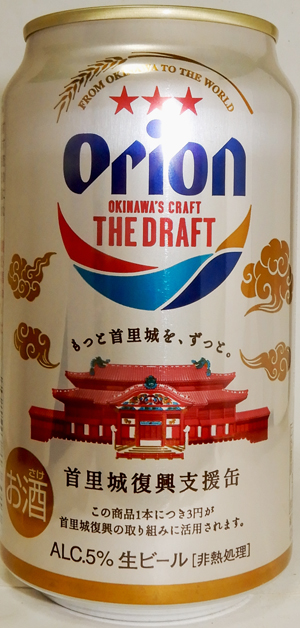 FROM OKINAWA TO THE WORLD
Orion
OKINAWA'S CRAFT
THE DRAFT
もっと首里城を、ずっと。
お酒
さけ
首里城復興支援缶
この商品1本につき3円が
首里城復興の取り組みに活用されます。
ALC.5% 生ビール [非熱処理]